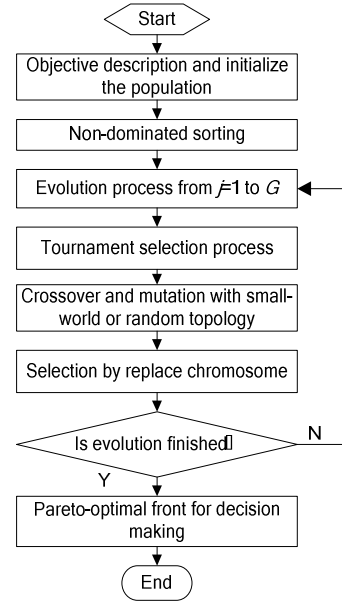 Start
Objective description and initialize
the population
Non-dominated sorting
Evolution process from j=1 to G
Tournament selection process
Crossover and mutation with small-
world or random topology
Selection by replace chromosome
Is evolution finished▯
N
Y
Pareto-optimal front for decision
making
End